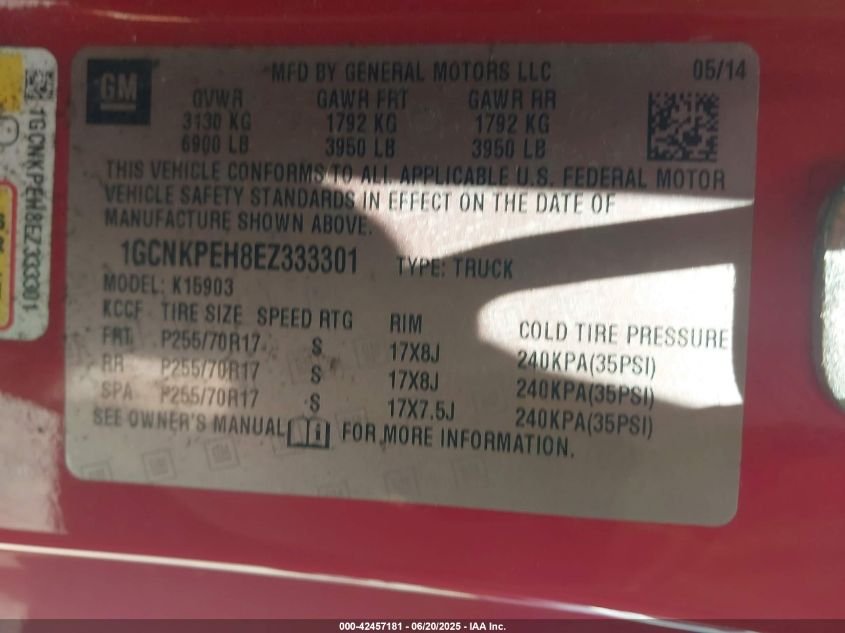 GM
MFD BY GENERAL MOTORS LLC 05/14
GVWR GAWR FRT GAWR RR
3130 KG 1792 KG 1792 KG
6900 LB 3950 LB 3950 LB
THIS VEHICLE CONFORMS TO ALL APPLICABLE U.S. FEDERAL MOTOR
VEHICLE SAFETY STANDARDS IN EFFECT ON THE DATE OF
MANUFACTURE SHOWN ABOVE.
1GCNKPEH8EZ333301 TYPE: TRUCK
MODEL: K15903
KCCF TIRE SIZE SPEED RTG RIM COLD TIRE PRESSURE
FRT P255/70R17 S 17X8J 240KPA(35PSI)
RR P255/70R17 S 17X8J 240KPA(35PSI)
SPA P255/70R17 S 17X7.5J 240KPA(35PSI)
SEE OWNER'S MANUAL FOR MORE INFORMATION.
1GCNKPEH8EZ333301
000-42457181 - 06/20/2025 - IAA Inc.